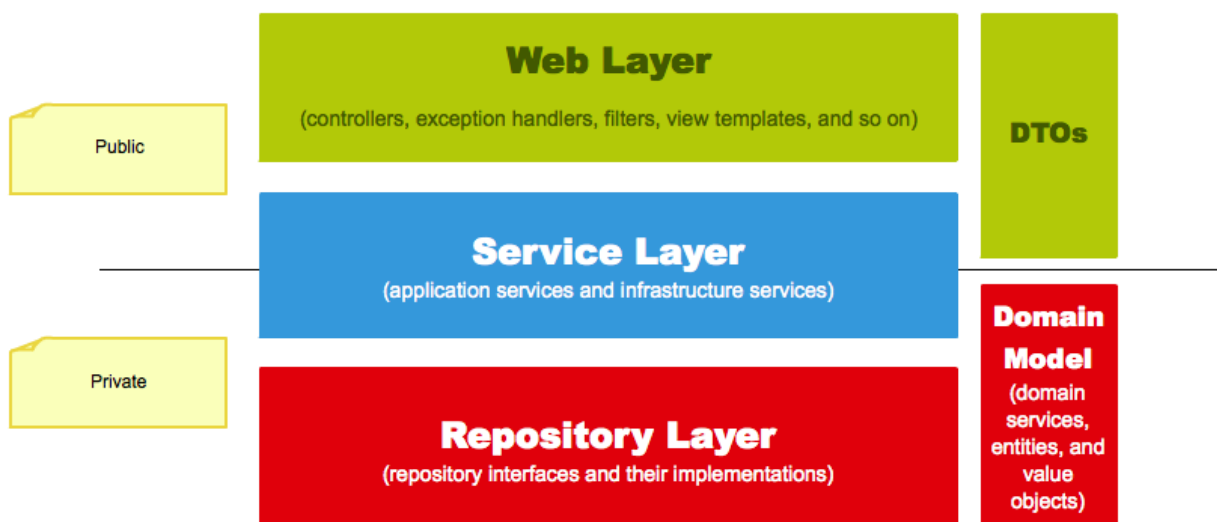 Web Layer
(controllers, exception handlers, filters, view templates, and so on)
DTOs
Public
Service Layer
(application services and infrastructure services)
Domain
Model
(domain
services,
entities, and
value
objects)
Private
Repository Layer
(repository interfaces and their implementations)